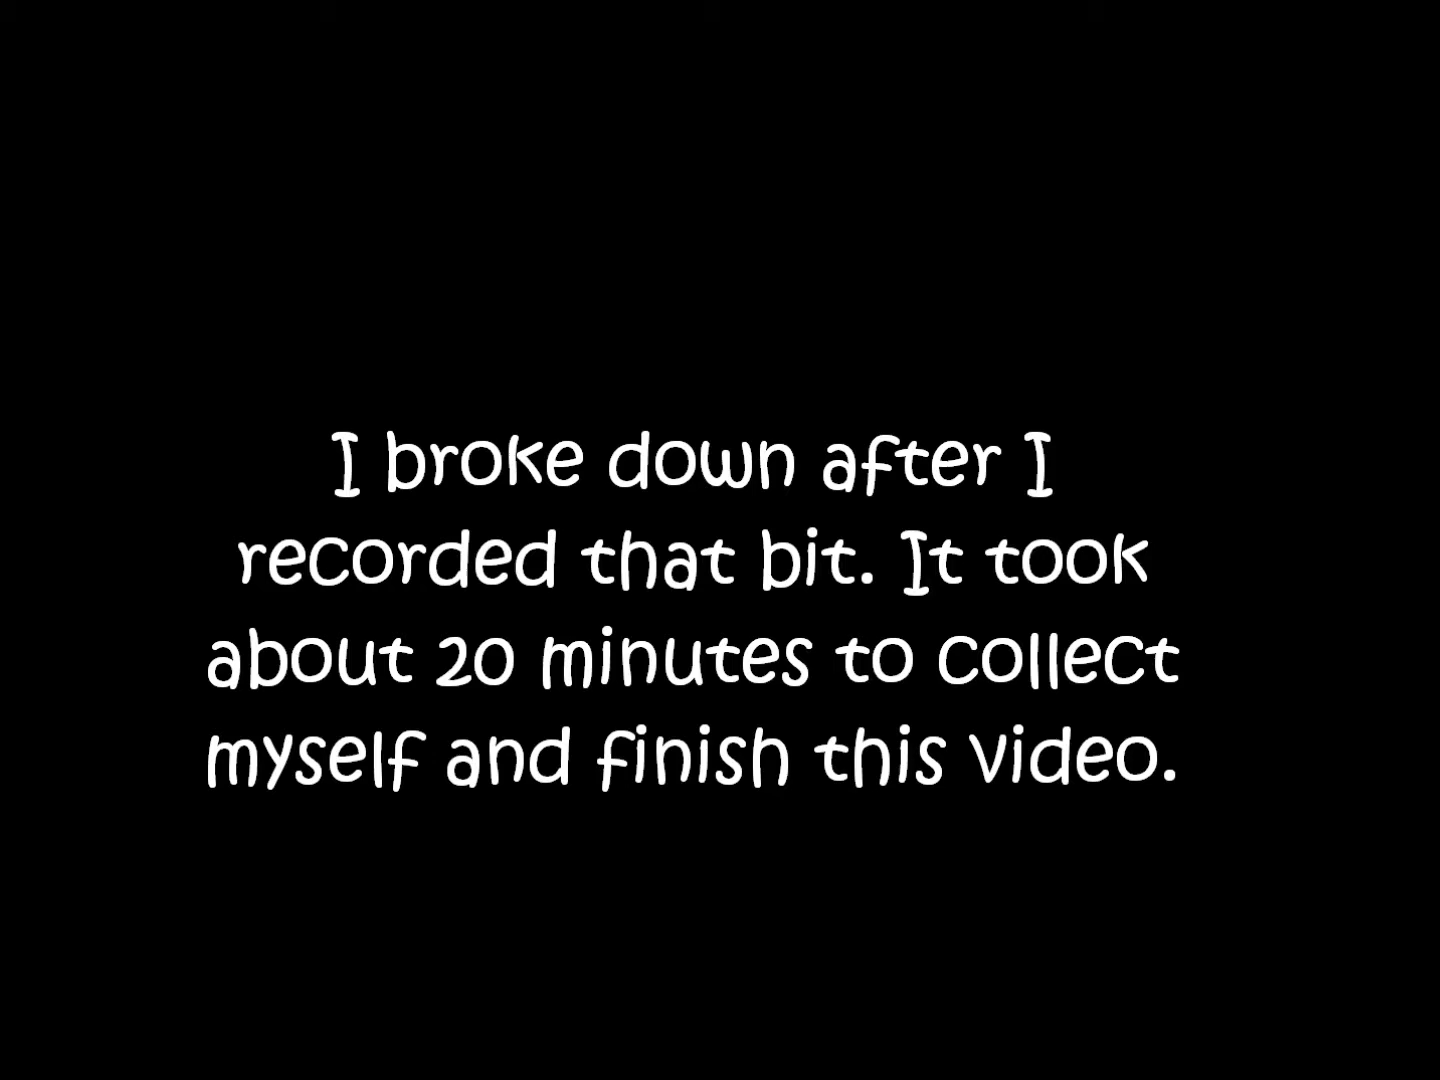 I broke down after I
recorded that bit. It took
about 20 minutes to collect
myself and finish this video.